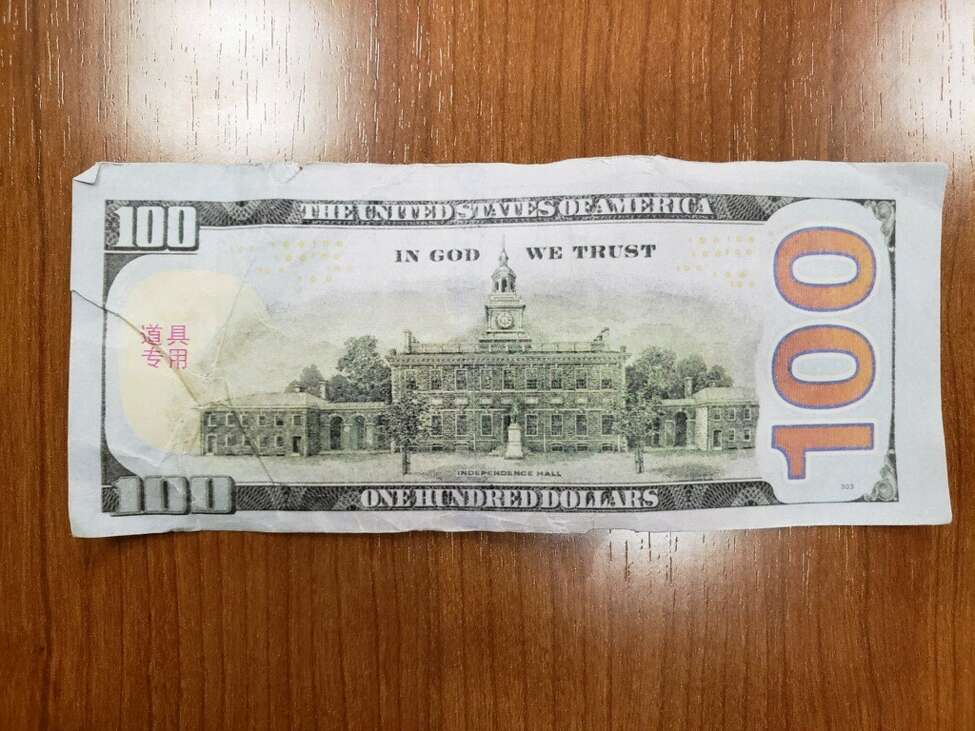 100
THE UNITED STATES OF AMERICA
IN GOD WE TRUST
道具
专用
100
INDEPENDENCE HALL
100
ONE HUNDRED DOLLARS